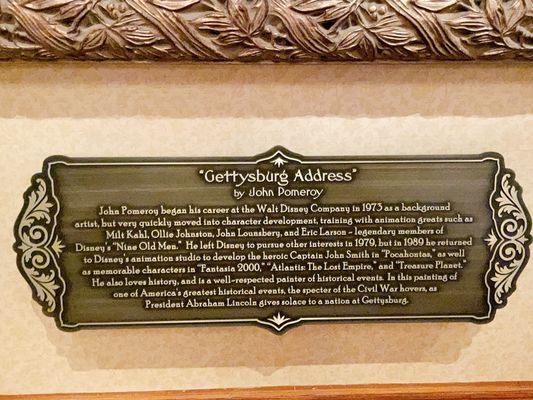 "Gettysburg Address"
by John Pomeroy
John Pomeroy began his career at the Walt Disney Company in 1973 as a background
artist, but very quickly moved into character development, training with animation greats such as
Milt Kahl, Ollie Johnston, John Lounsbery, and Eric Larson – legendary members of
Disney's "Nine Old Men." He left Disney to pursue other interests in 1979, but in 1989 he returned
to Disney's animation studio to develop the heroic Captain John Smith in "Pocahontas," as well
as memorable characters in "Fantasia 2000," "Atlantis: The Lost Empire," and "Treasure Planet."
He also loves history, and is a well-respected painter of historical events. In this painting of
one of America's greatest historical events, the specter of the Civil War hovers, as
President Abraham Lincoln gives solace to a nation at Gettysburg.